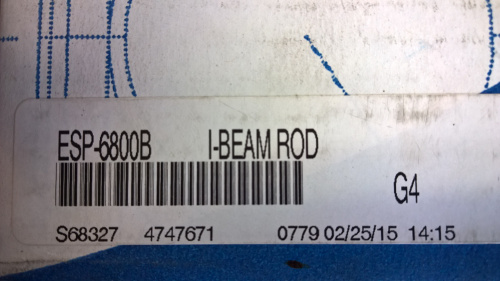 ESP-6800B I-BEAM ROD
G4
S68327 4747671 0779 02/25/15 14:15